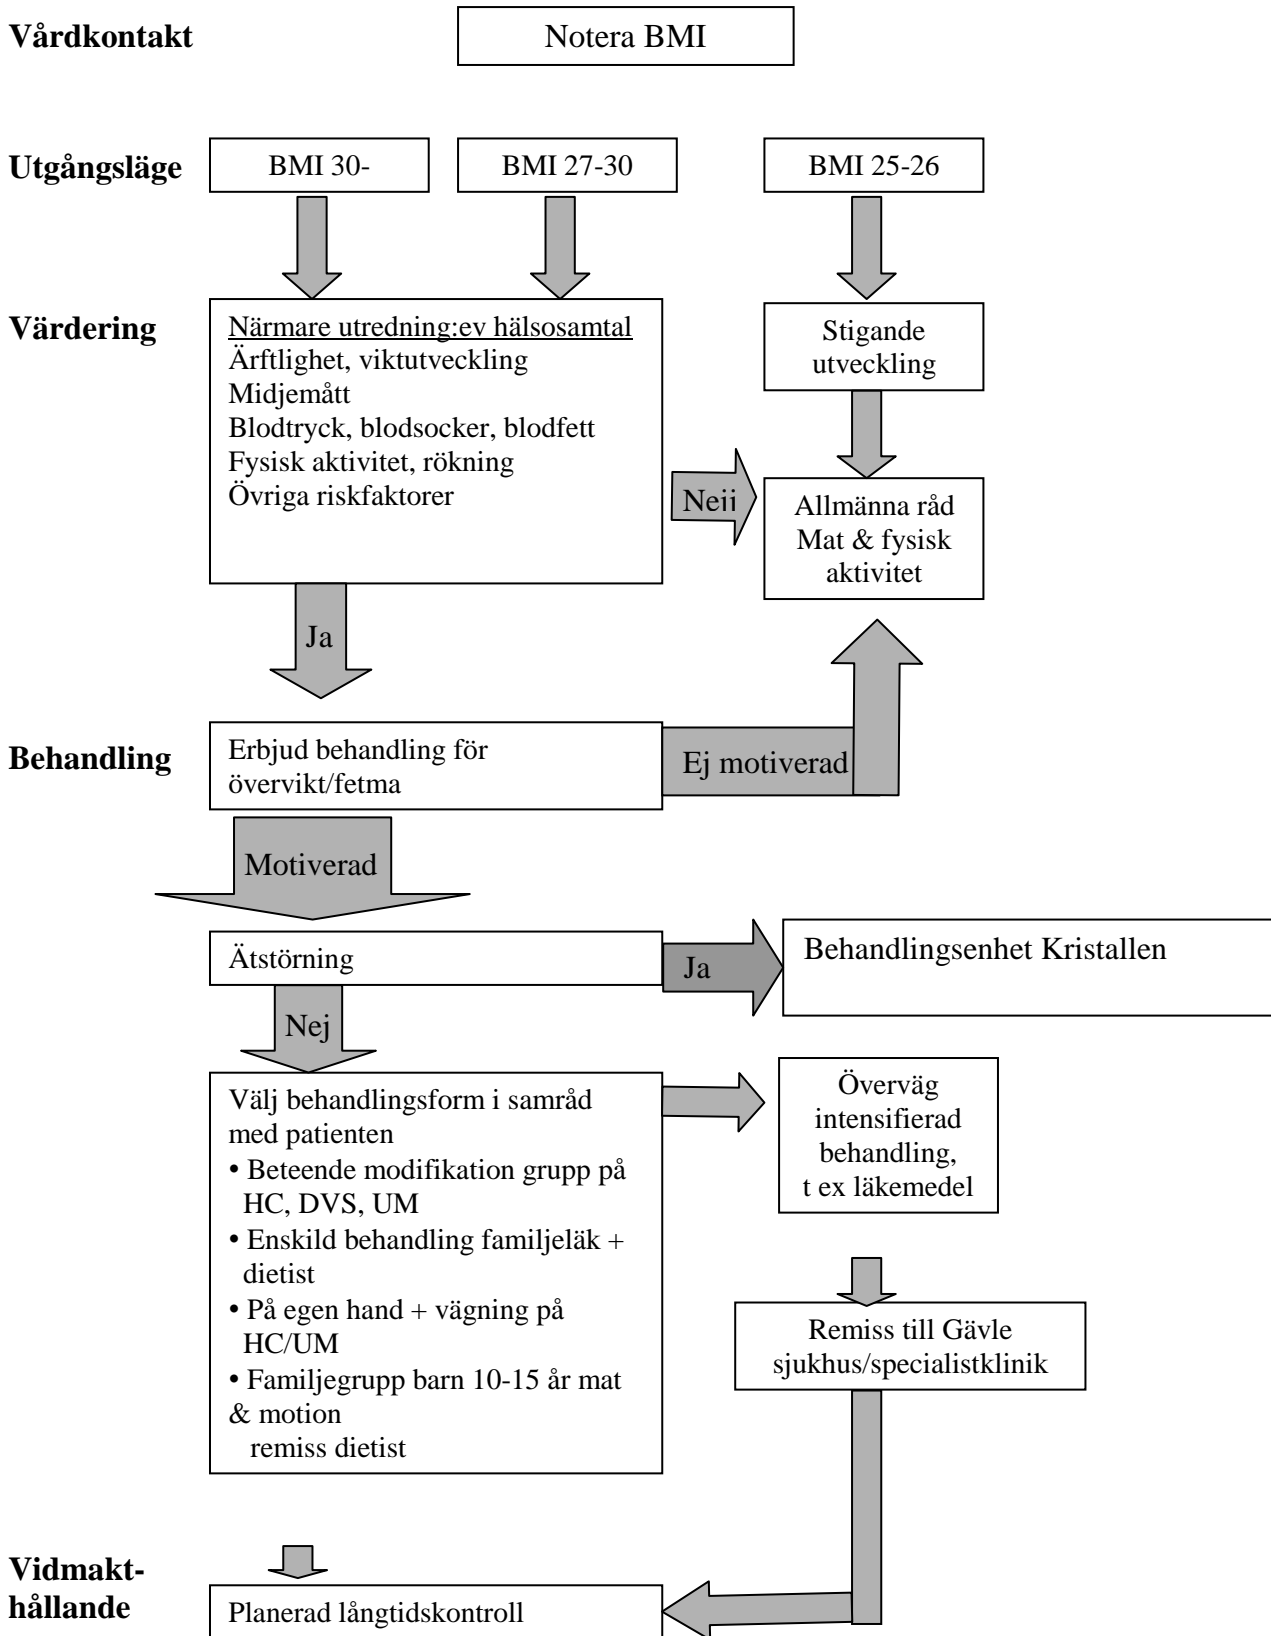 Vårdkontakt
Notera BMI
Utgångsläge
BMI 30-
BMI 27-30
BMI 25-26
Värdering
Närmare utredning:ev hälsosamtal
Ärftlighet, viktutveckling
Midjemått
Blodtryck, blodsocker, blodfett
Fysisk aktivitet, rökning
Övriga riskfaktorer
Stigande
utveckling
Nejj
Allmänna råd
Mat & fysisk
aktivitet
Ja
Behandling
Erbjud behandling för
övervikt/fetma
Ej motiverad
Motiverad
Ätstörning
Ja
Behandlingsenhet Kristallen
Nej
Välj behandlingsform i samråd
med patienten
• Beteende modifikation grupp på
HC, DVS, UM
• Enskild behandling familjeläk +
dietist
• På egen hand + vägning på
HC/UM
• Familjegrupp barn 10-15 år mat
& motion
remiss dietist
Överväg
intensifierad
behandling,
t ex läkemedel
Remiss till Gävle
sjukhus/specialistklinik
Vidmakt-
hållande
Planerad långtidskontroll